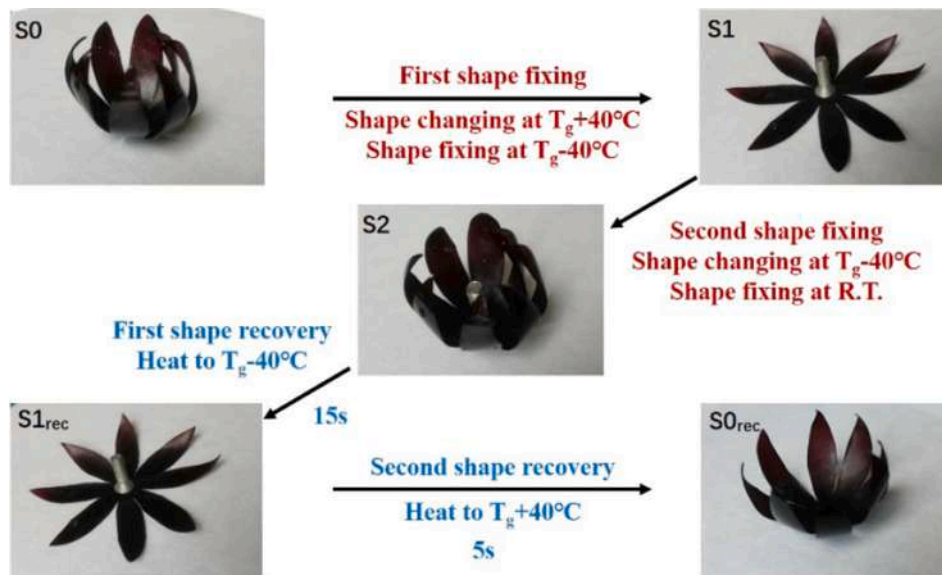 S0
First shape fixing
Shape changing at Tg+40°C
Shape fixing at Tg-40°C
S1
S2
Second shape fixing
Shape changing at Tg-40°C
Shape fixing at R.T.
First shape recovery
Heat to Tg-40°C
15s
S1rec
Second shape recovery
Heat to Tg+40°C
5s
S0rec